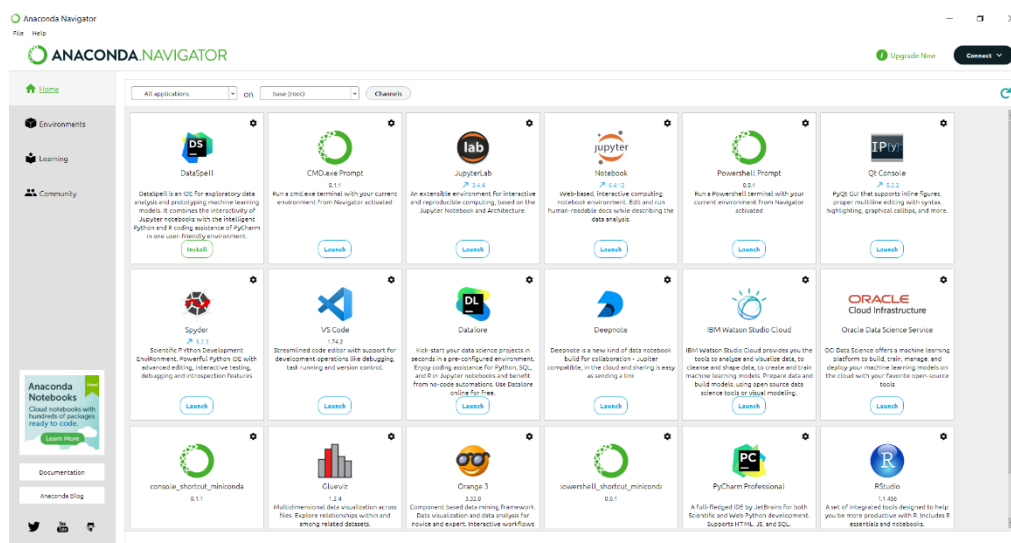 Anaconda Navigator
File Help
ANACONDA.NAVIGATOR
Upgrade Now
Connect
Home
All applications
on
base (root)
Channels
Environments
Learning
Community
DS
DataSpell
DataSpell is an IDE for exploratory data
analysis and prototyping machine learning
models. It combines the interactivity of
Jupyter notebooks with the intelligent
Python and R coding assistance of PyCharm
in one user-friendly environment.
Install
CMD.exe Prompt
0.1.1
Run a cmd.exe terminal with your current
environment from Navigator activated
Launch
lab
JupyterLab
3.4.4
An extensible environment for interactive
and reproducible computing, based on the
Jupyter Notebook and Architecture.
Launch
jupyter
Notebook
6.4.12
Web-based, interactive computing
notebook environment. Edit and run
human-readable docs while describing the
data analysis.
Launch
Powershell Prompt
0.0.1
Run a Powershell terminal with your
current environment from Navigator
activated
Launch
IP[y]
Qt Console
5.2.2
PyQt GUI that supports inline figures,
proper multiline editing with syntax
highlighting, graphical calltips, and more.
Launch
Spyder
5.2.2
Scientific PYthon Development
EnviRonment. Powerful Python IDE with
advanced editing, interactive testing,
debugging and introspection features
Launch
VS Code
1.74.2
Streamlined code editor with support for
development operations like debugging,
task running and version control.
Launch
DL
Datalore
Kick-start your data science projects in
seconds in a pre-configured environment.
Enjoy coding assistance for Python, SQL,
and R in Jupyter notebooks and benefit
from no-code automations. Use Datalore
online for free.
Launch
Deepnote
Deepnote is a new kind of data notebook
built for collaboration - Jupiter
compatible, in the cloud and sharing is easy
as sending a link
Launch
IBM Watson Studio Cloud
IBM Watson Studio Cloud provides you the
tools to analyze and visualize data, to
cleanse and shape data, to create and train
machine learning models. Prepare data and
build models, using open source data
science tools or visual modeling.
Launch
ORACLE
Cloud Infrastructure
Oracle Data Science Service
OCI Data Science offers a machine learning
platform to build, train, manage, and
deploy your machine learning models on
the cloud with your favorite open-source
tools
Launch
console_shortcut_miniconda
0.1.1
Glueviz
1.2.4
Multidimensional data visualization across
files. Explore relationships within and
among related datasets.
Orange 3
3.32.0
Component based data mining framework.
Data visualization and data analysis for
novice and expert. Interactive workflows
powershell_shortcut_miniconda
0.0.1
PC
PyCharm Professional
A full-fledged IDE by JetBrains for both
Scientific and Web Python development.
Supports HTML, JS, and SQL.
R
RStudio
1.1.456
A set of integrated tools designed to help
you be more productive with R. Includes R
essentials and notebooks.
Anaconda
Notebooks
Cloud notebooks with
hundreds of packages
ready to code.
Learn More
Documentation
Anaconda Blog
You